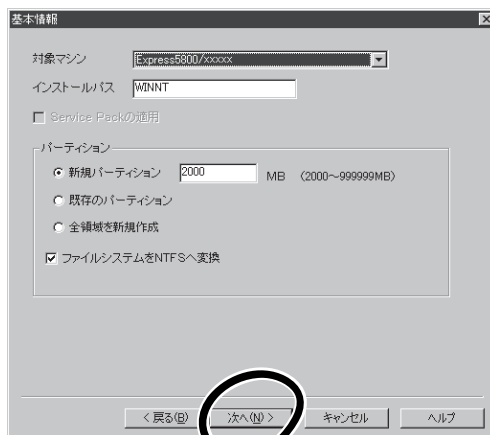 基本情報
対象マシン Express5800/xxxxx
インストールパス WINNT
Service Packの適用
パーティション
新規パーティション 2000 MB (2000～999999MB)
既存のパーティション
全領域を新規作成
ファイルシステムをNTFSへ変換
< 戻る(B) 次へ(N) > キャンセル ヘルプ